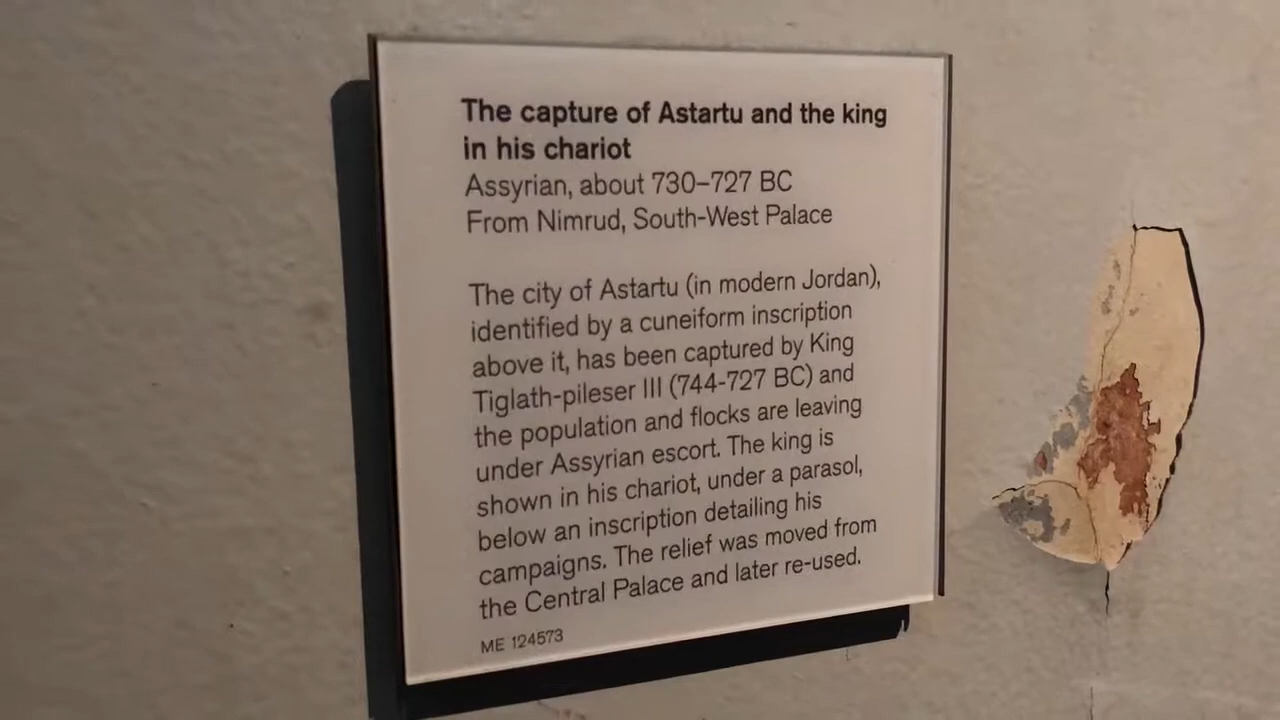 The capture of Astartu and the king
in his chariot
Assyrian, about 730–727 BC
From Nimrud, South-West Palace
The city of Astartu (in modern Jordan),
identified by a cuneiform inscription
above it, has been captured by King
Tiglath-pileser III (744-727 BC) and
the population and flocks are leaving
under Assyrian escort. The king is
shown in his chariot, under a parasol,
below an inscription detailing his
campaigns. The relief was moved from
the Central Palace and later re-used.
ME 124573